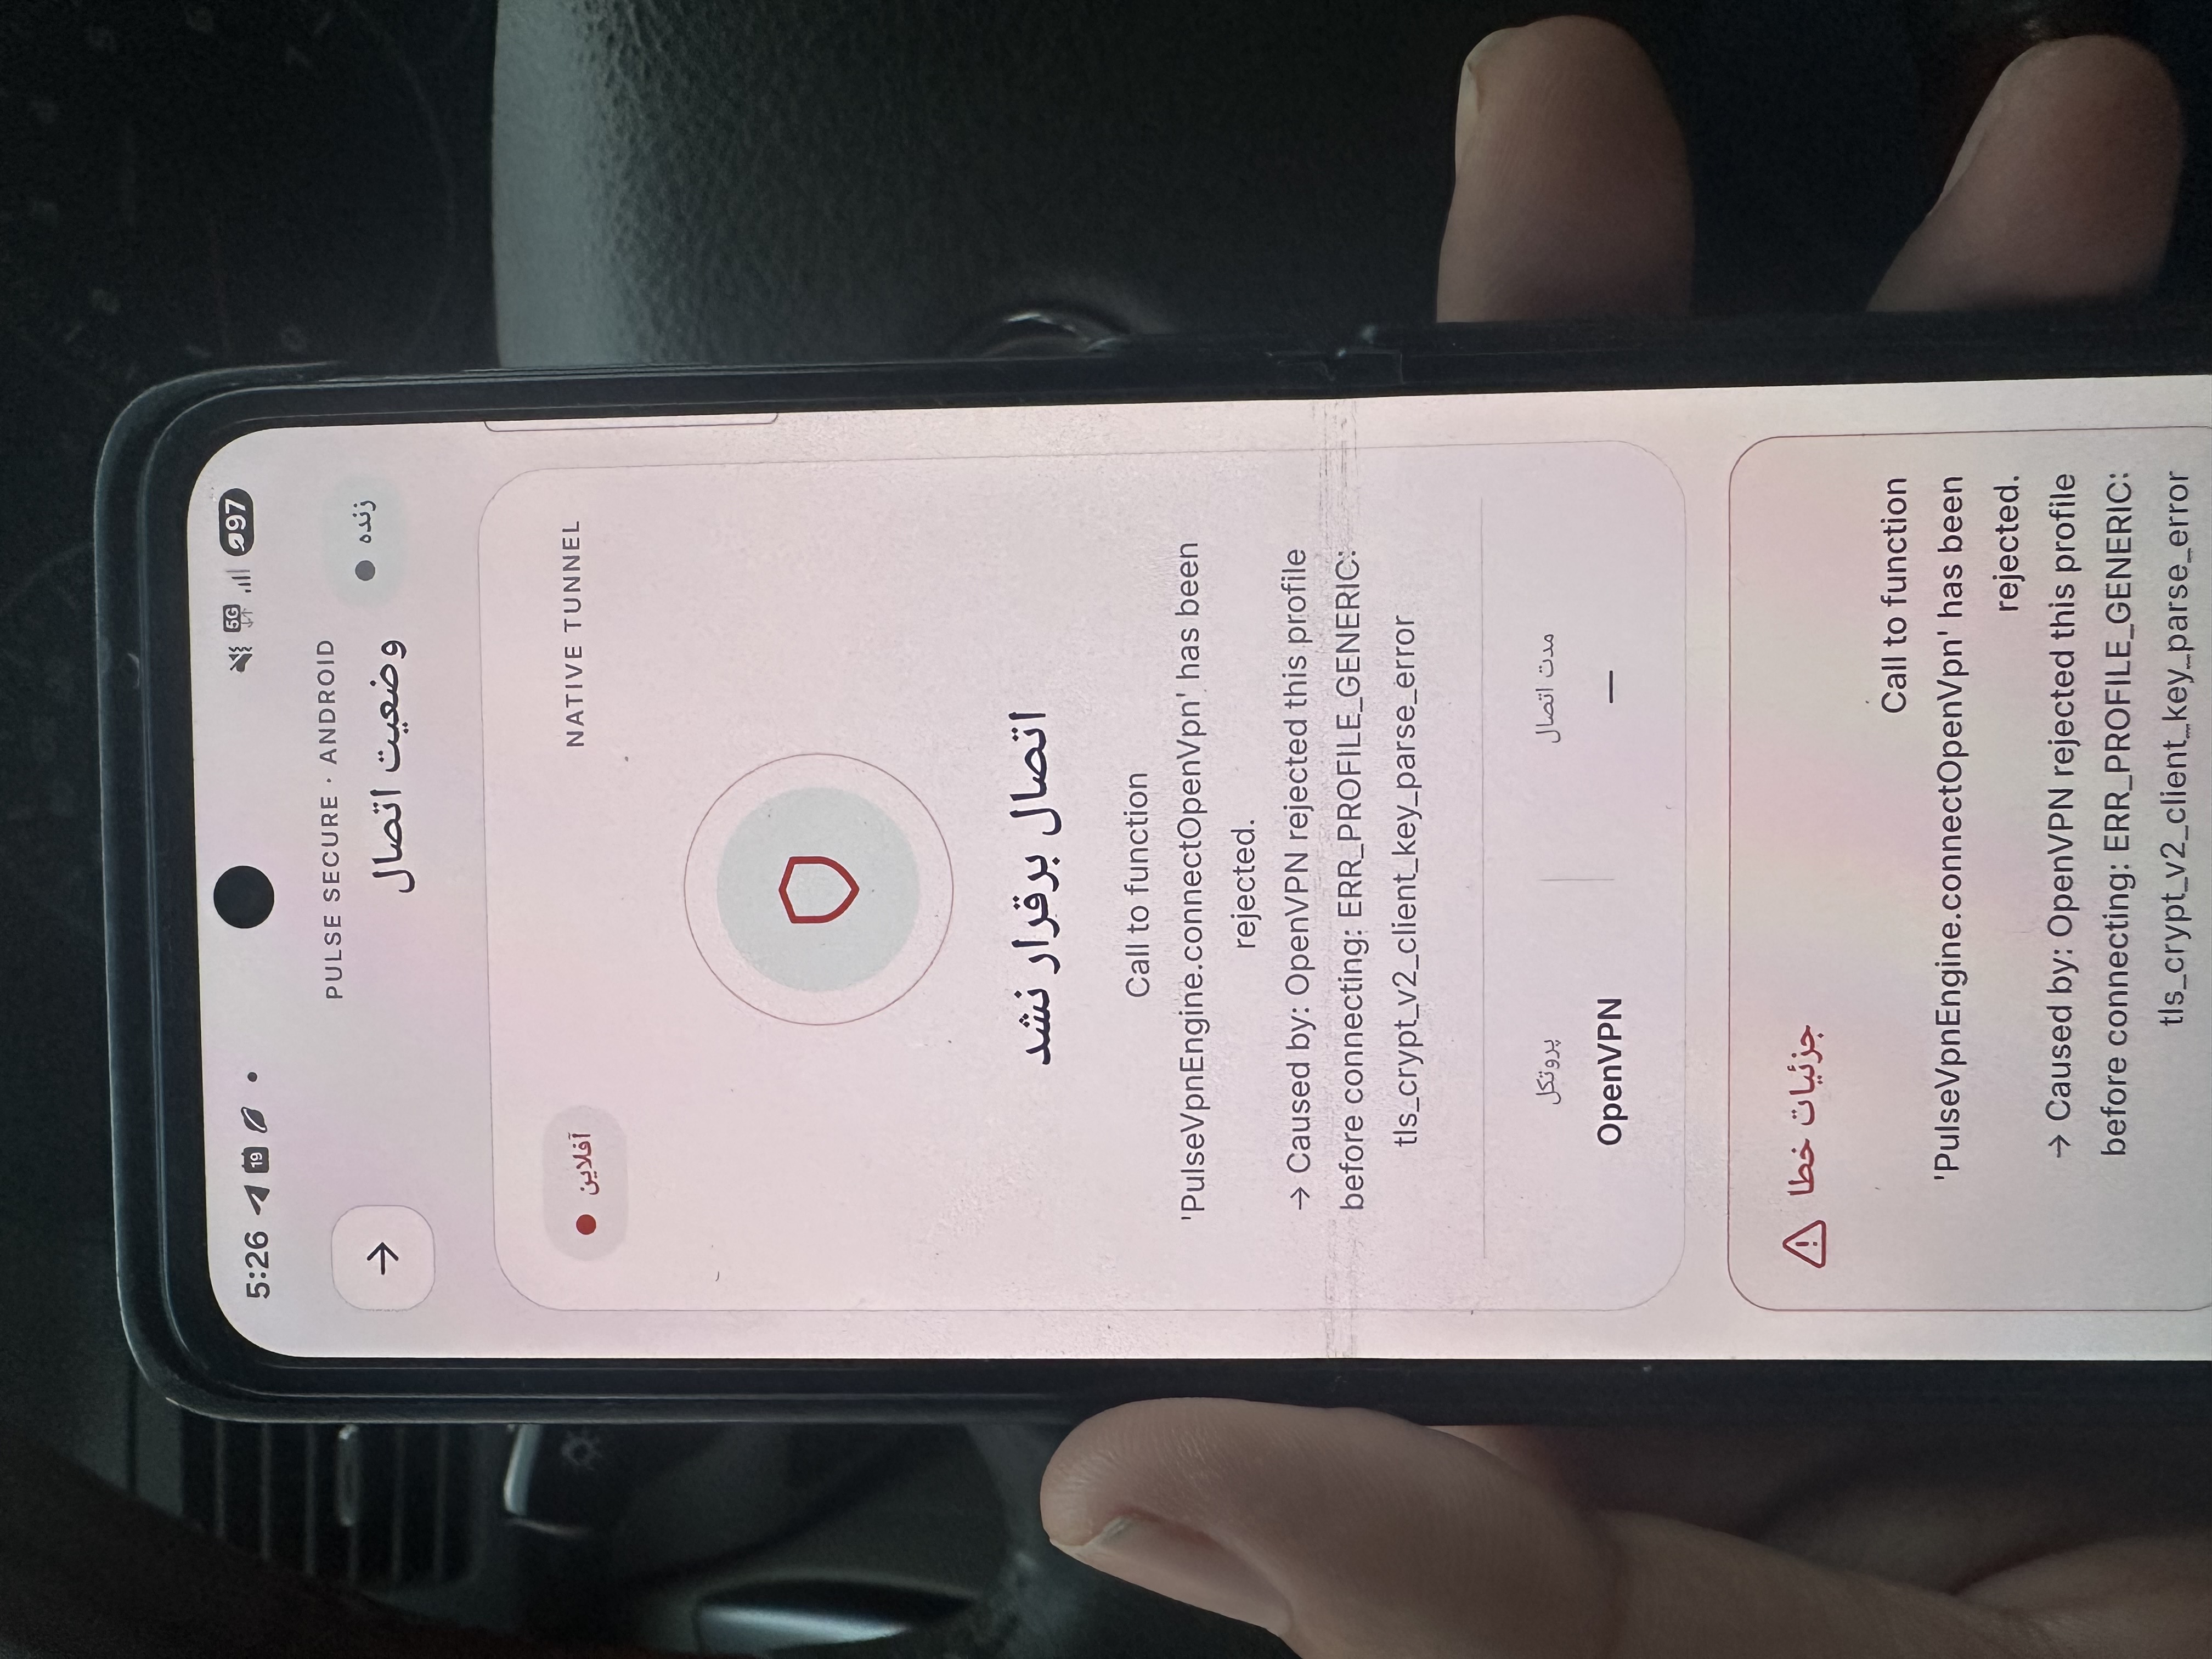 5:26 19 5G 97
PULSE SECURE · ANDROID
وضعیت اتصال
زنده
NATIVE TUNNEL
آفلاین
اتصال برقرار نشد
Call to function
'PulseVpnEngine.connectOpenVpn' has been
rejected.
→ Caused by: OpenVPN rejected this profile
before connecting: ERR_PROFILE_GENERIC:
tls_crypt_v2_client_key_parse_error
مدت اتصال
—
پروتکل
OpenVPN
جزئیات خطا
Call to function
'PulseVpnEngine.connectOpenVpn' has been
rejected.
→ Caused by: OpenVPN rejected this profile
before connecting: ERR_PROFILE_GENERIC:
tls_crypt_v2_client_key_parse_error